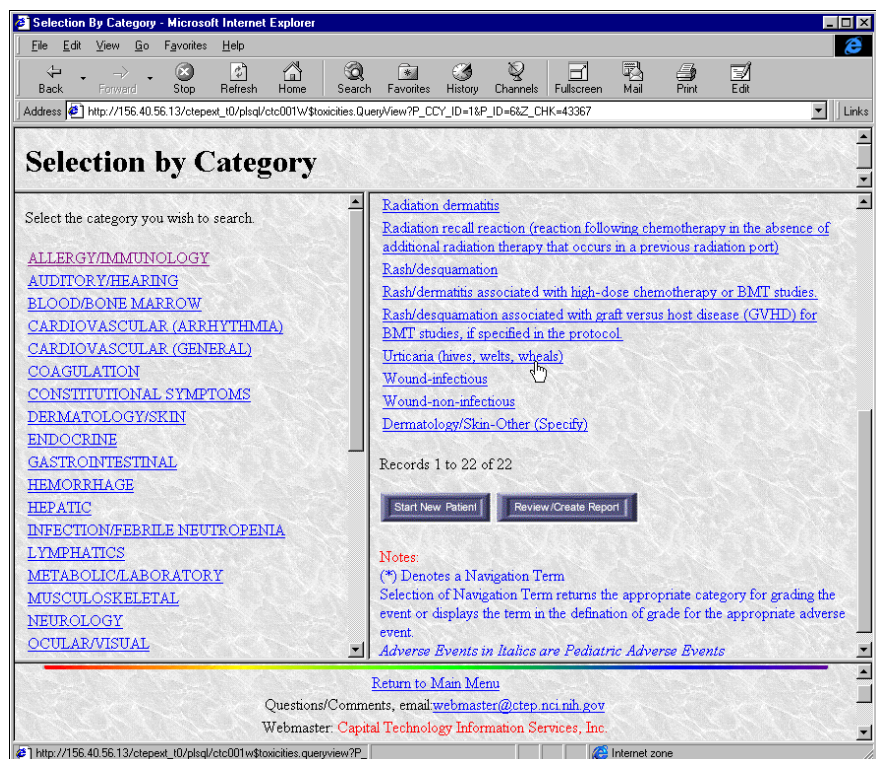 Selection By Category - Microsoft Internet Explorer
File Edit View Go Favorites Help
Back Forward Stop Refresh Home Search Favorites History Channels Fullscreen Mail Print Edit
Address http://156.40.56.13/ctepext_t0/plsql/ctc001W$toxicities.QueryView?P_CCY_ID=1&P_ID=6&Z_CHK=43367 Links
Selection by Category
Select the category you wish to search.
ALLERGY/IMMUNOLOGY
AUDITORY/HEARING
BLOOD/BONE MARROW
CARDIOVASCULAR (ARRHYTHMIA)
CARDIOVASCULAR (GENERAL)
COAGULATION
CONSTITUTIONAL SYMPTOMS
DERMATOLOGY/SKIN
ENDOCRINE
GASTROINTESTINAL
HEMORRHAGE
HEPATIC
INFECTION/FEBRILE NEUTROPENIA
LYMPHATICS
METABOLIC/LABORATORY
MUSCULOSKELETAL
NEUROLOGY
OCULAR/VISUAL
Radiation dermatitis
Radiation recall reaction (reaction following chemotherapy in the absence of
additional radiation therapy that occurs in a previous radiation port)
Rash/desquamation
Rash/dermatitis associated with high-dose chemotherapy or BMT studies.
Rash/desquamation associated with graft versus host disease (GVHD) for
BMT studies, if specified in the protocol.
Urticaria (hives, welts, wheals)
Wound-infectious
Wound-non-infectious
Dermatology/Skin-Other (Specify)
Records 1 to 22 of 22
Start New Patient Review/Create Report
Notes:
(*) Denotes a Navigation Term
Selection of Navigation Term returns the appropriate category for grading the
event or displays the term in the defination of grade for the appropriate adverse
event.
Adverse Events in Italics are Pediatric Adverse Events
Return to Main Menu
Questions/Comments, email:webmaster@ctep.nci.nih.gov
Webmaster: Capital Technology Information Services, Inc.
http://156.40.56.13/ctepext_t0/plsql/ctc001w$toxicities.queryview?P_ Internet zone